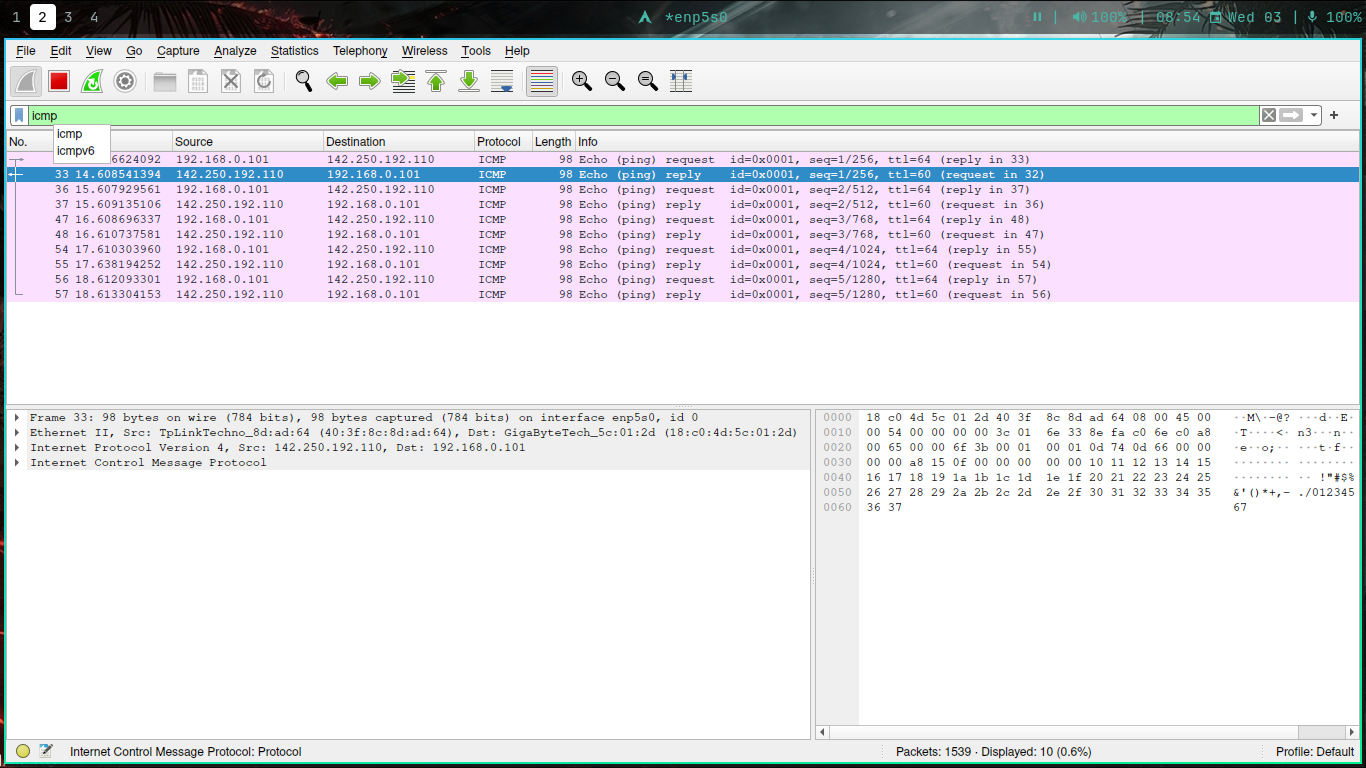 1 2 3 4 *enp5s0 100% | 08:54 Wed 03 | 100%
File Edit View Go Capture Analyze Statistics Telephony Wireless Tools Help
icmp
icmp
icmpv6
No. Source Destination Protocol Length Info
6624092 192.168.0.101 142.250.192.110 ICMP 98 Echo (ping) request id=0x0001, seq=1/256, ttl=64 (reply in 33)
33 14.608541394 142.250.192.110 192.168.0.101 ICMP 98 Echo (ping) reply id=0x0001, seq=1/256, ttl=60 (request in 32)
36 15.607929561 192.168.0.101 142.250.192.110 ICMP 98 Echo (ping) request id=0x0001, seq=2/512, ttl=64 (reply in 37)
37 15.609135106 142.250.192.110 192.168.0.101 ICMP 98 Echo (ping) reply id=0x0001, seq=2/512, ttl=60 (request in 36)
47 16.608696337 192.168.0.101 142.250.192.110 ICMP 98 Echo (ping) request id=0x0001, seq=3/768, ttl=64 (reply in 48)
48 16.610737581 142.250.192.110 192.168.0.101 ICMP 98 Echo (ping) reply id=0x0001, seq=3/768, ttl=60 (request in 47)
54 17.610303960 192.168.0.101 142.250.192.110 ICMP 98 Echo (ping) request id=0x0001, seq=4/1024, ttl=64 (reply in 55)
55 17.638194252 142.250.192.110 192.168.0.101 ICMP 98 Echo (ping) reply id=0x0001, seq=4/1024, ttl=60 (request in 54)
56 18.612093301 192.168.0.101 142.250.192.110 ICMP 98 Echo (ping) request id=0x0001, seq=5/1280, ttl=64 (reply in 57)
57 18.613304153 142.250.192.110 192.168.0.101 ICMP 98 Echo (ping) reply id=0x0001, seq=5/1280, ttl=60 (request in 56)
Frame 33: 98 bytes on wire (784 bits), 98 bytes captured (784 bits) on interface enp5s0, id 0
Ethernet II, Src: TpLinkTechno_8d:ad:64 (40:3f:8c:8d:ad:64), Dst: GigaByteTech_5c:01:2d (18:c0:4d:5c:01:2d)
Internet Protocol Version 4, Src: 142.250.192.110, Dst: 192.168.0.101
Internet Control Message Protocol
0000 18 c0 4d 5c 01 2d 40 3f 8c 8d ad 64 08 00 45 00 ··M\·-@? ···d··E·
0010 00 54 00 00 00 00 3c 01 6e 33 8e fa c0 6e c0 a8 ·T····<· n3···n··
0020 00 65 00 00 6f 3b 00 01 00 01 0d 74 0d 66 00 00 ·e··o;·· ···t·f··
0030 00 00 a8 15 0f 00 00 00 00 00 10 11 12 13 14 15 ········ ········
0040 16 17 18 19 1a 1b 1c 1d 1e 1f 20 21 22 23 24 25 ········ ·· !"#$%
0050 26 27 28 29 2a 2b 2c 2d 2e 2f 30 31 32 33 34 35 &'()*+,- ./012345
0060 36 37 67
Internet Control Message Protocol: Protocol Packets: 1539 · Displayed: 10 (0.6%) Profile: Default